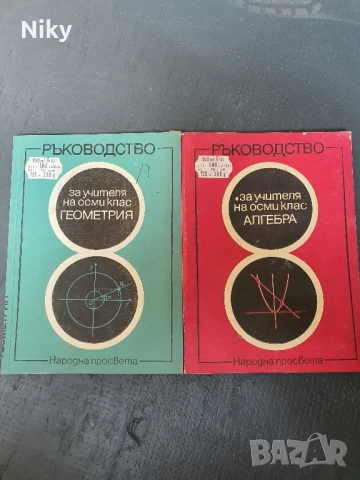 Niky
РЪКОВОДСТВО
за учителя
на осми клас
ГЕОМЕТРИЯ
Народна просвета
РЪКОВОДСТВО
за учителя
на осми клас
АЛГЕБРА
Народна просвета
BAZAR